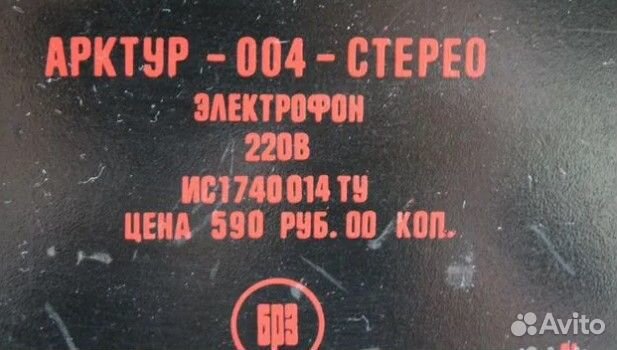 АРКТУР - 004 - СТЕРЕО
ЭЛЕКТРОФОН
220В
ИС1740014 ТУ
ЦЕНА 590 РУБ. 00 КОП.
БРЗ
Avito